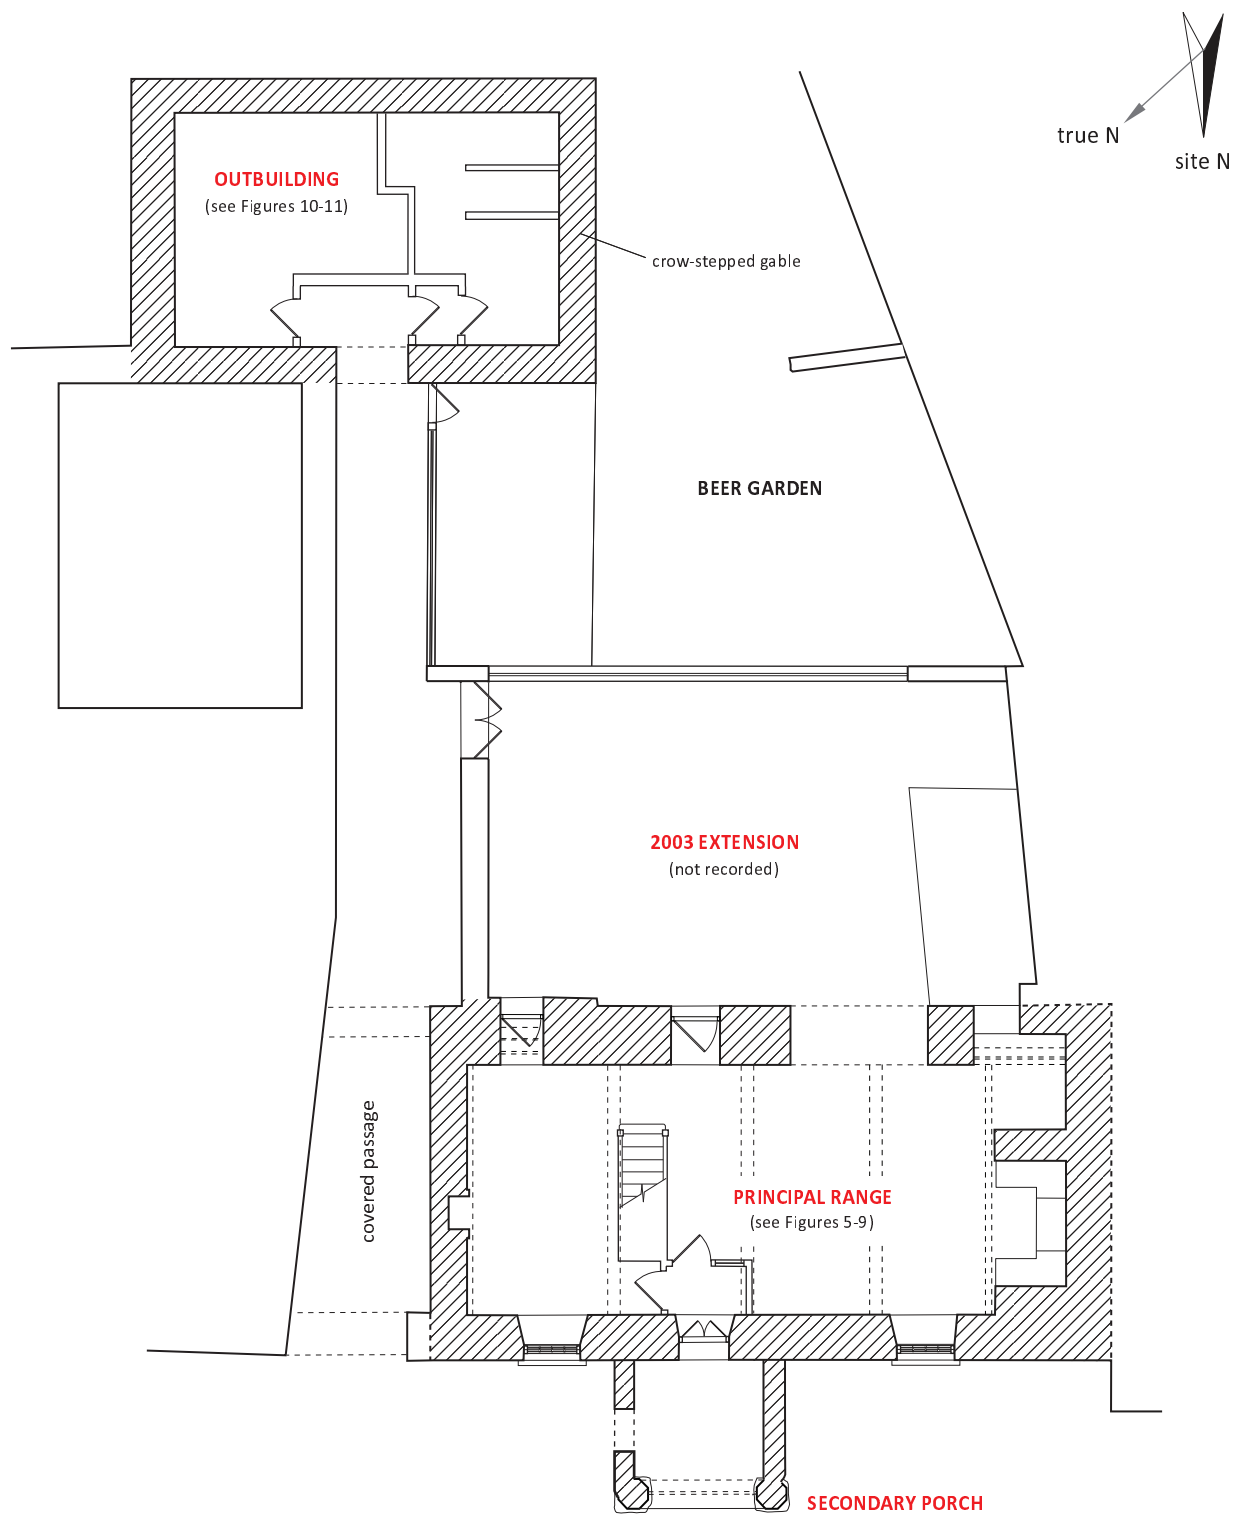 true N
site N
OUTBUILDING
(see Figures 10-11)
crow-stepped gable
BEER GARDEN
2003 EXTENSION
(not recorded)
covered passage
PRINCIPAL RANGE
(see Figures 5-9)
SECONDARY PORCH